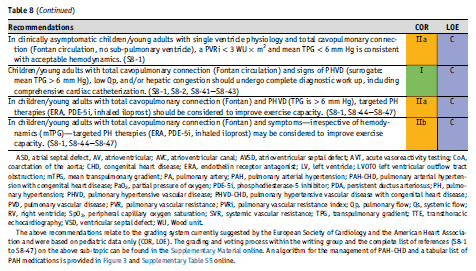 Table 8 (Continued)
Recommendations COR LOE
In clinically asymptomatic children/young adults with single ventricle physiology and total cavopulmonary connec- IIa C
tion (Fontan circulation, no sub-pulmonary ventricle), a PVRi < 3 WU × m² and mean TPG < 6 mm Hg is consistent
with acceptable hemodynamics. (S8-1)
Children/young adults with total cavopulmonary connection (Fontan circulation) and signs of PHVD (surrogate: I C
mean TPG > 6 mm Hg), low Qp, and/or hepatic congestion should undergo complete diagnostic work up, including
comprehensive cardiac catheterization. (S8-1, S8-2, S8-41–S8-43)
In children/young adults with total cavopulmonary connection (Fontan) and PHVD (TPG is > 6 mm Hg), targeted PH IIa C
therapies (ERA, PDE-5i, inhaled iloprost) should be considered to improve exercise capacity. (S8-1, S8-44–S8-47)
In children/young adults with total cavopulmonary connection (Fontan) and symptoms—irrespective of hemody- IIb C
namics (mTPG)—targeted PH therapies (ERA, PDE-5i, inhaled iloprost) may be considered to improve exercise
capacity. (S8-1, S8-44–S8-47)
ASD, atrial septal defect, AV, atrioventricular; AVC, atrioventricular canal; AVSD, atrioventricular septal defect; AVT, acute vasoreactivity testing; CoA,
coarctation of the aorta; CHD, congenital heart disease; ERA, endothelin receptor antagonist; LV, left ventricle; LVOTO left ventricular outflow tract
obstruction; mTPG, mean transpulmonary gradient; PA, pulmonary artery; PAH, pulmonary arterial hypertension; PAH-CHD, pulmonary arterial hyperten-
sion with congenital heart disease; PaO₂, partial pressure of oxygen; PDE-5i, phosphodiesterase-5 inhibitor; PDA, persistent ductus arteriosus; PH, pulmo-
nary hypertension; PHVD, pulmonary hypertensive vascular disease; PHVD-CHD, pulmonary hypertensive vascular disease with congenital heart disease;
PVD, pulmonary vascular disease; PVR, pulmonary vascular resistance; PVRi, pulmonary vascular resistance index; Qp, pulmonary flow; Qs, systemic flow;
RV, right ventricle; SpO₂, peripheral capillary oxygen saturation; SVR, systemic vascular resistance; TPG, transpulmonary gradient; TTE, transthoracic
echocardiography; VSD, ventricular septal defect; WU, Wood unit.
The above recommendations relate to the grading system currently suggested by the European Society of Cardiology and the American Heart Associa-
tion and were based on pediatric data only (COR, LOE). The grading and voting process within the writing group and the complete list of references (S8-1
to S8-47) on the above sub-topic can be found in the Supplementary Material online. An algorithm for the management of PAH-CHD and a tabular list of
PAH medications is provided in Figure 3 and Supplementary Table S5 online.